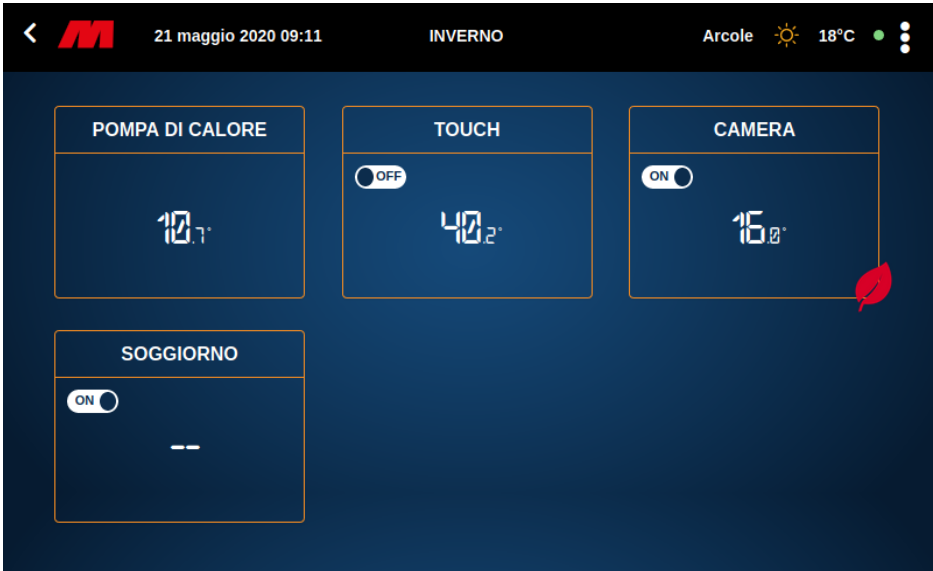 21 maggio 2020 09:11 INVERNO Arcole 18°C
POMPA DI CALORE
10.7°
TOUCH
OFF
40.2°
CAMERA
ON
16.0°
SOGGIORNO
ON
--